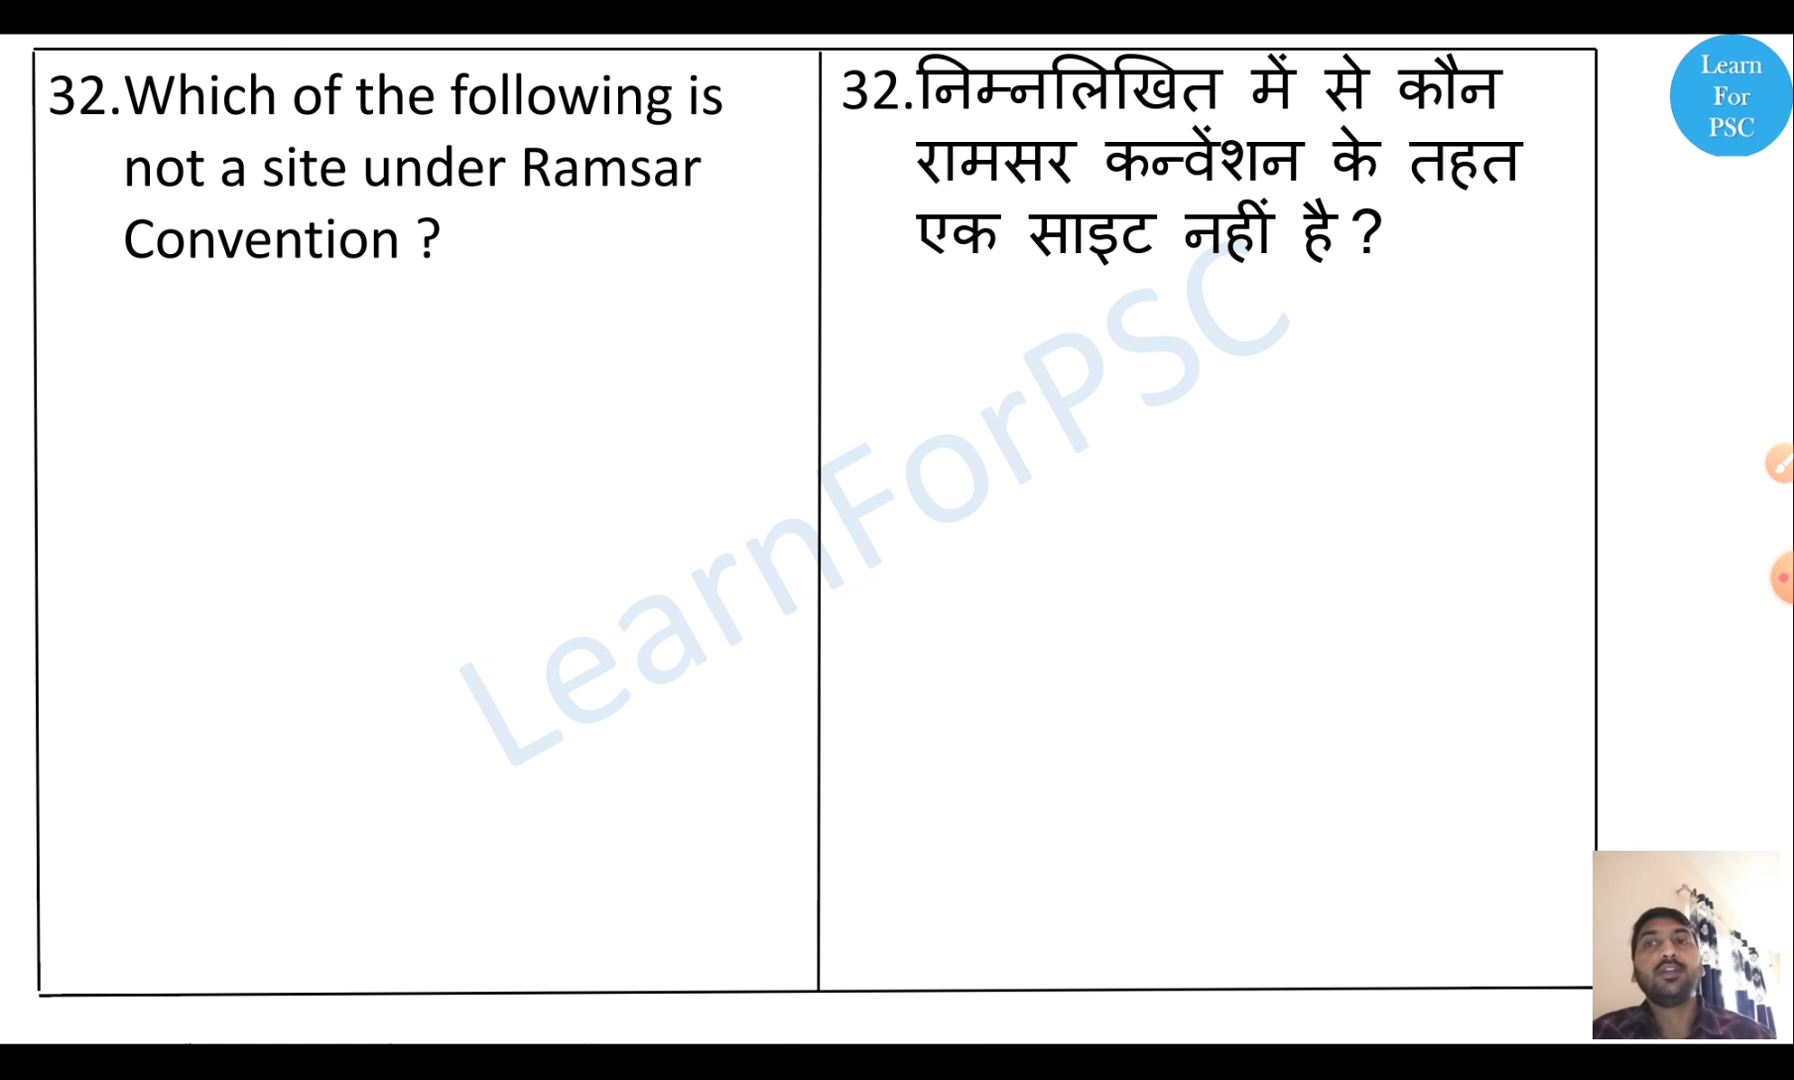 32.Which of the following is
not a site under Ramsar
Convention ?
32.निम्नलिखित में से कौन
रामसर कन्वेंशन के तहत
एक साइट नहीं है ?
Learn
For
PSC
LearnForPSC